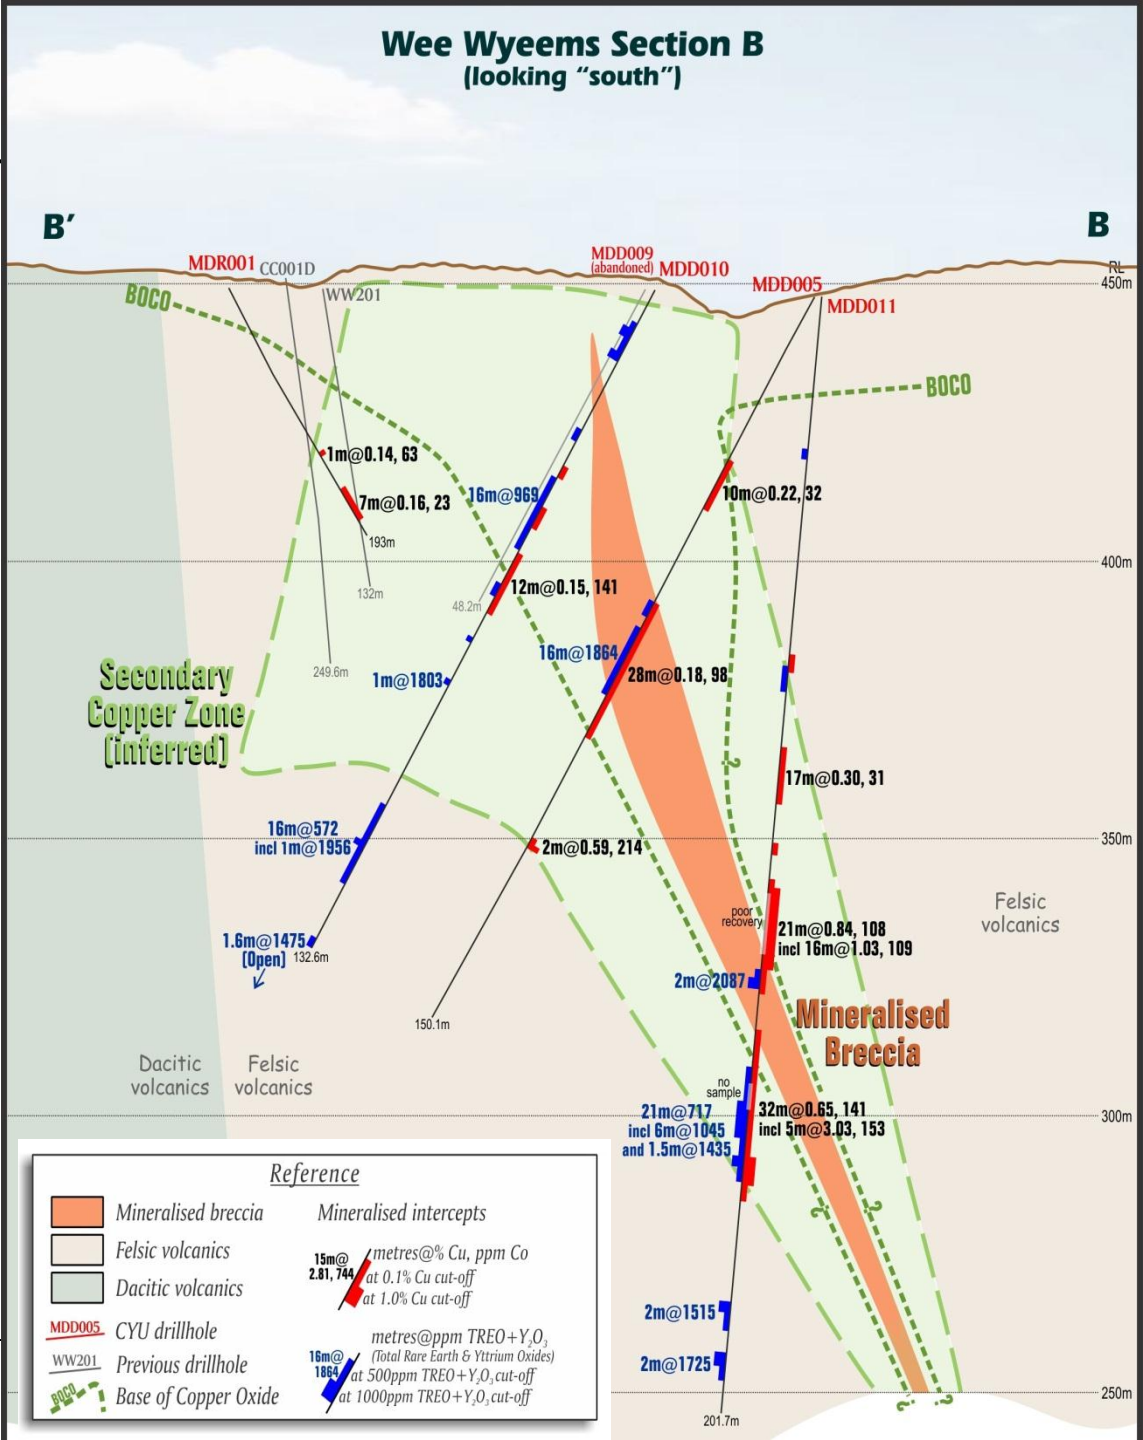 Wee Wyeems Section B
(looking “south”)
B′
B
MDR001
CC001D
WW201
MDD009
(abandoned)
MDD010
MDD005
MDD011
RL
450m
BOCO
BOCO
1m@0.14, 63
7m@0.16, 23
193m
132m
249.6m
16m@969
12m@0.15, 141
48.2m
1m@1803
10m@0.22, 32
400m
16m@1864
28m@0.18, 98
Secondary
Copper Zone
(inferred)
?
17m@0.30, 31
16m@572
incl 1m@1956
2m@0.59, 214
350m
Felsic
volcanics
poor
recovery
21m@0.84, 108
incl 16m@1.03, 109
1.6m@1475
(Open)
132.6m
2m@2087
150.1m
Mineralised
Breccia
Dacitic
volcanics
Felsic
volcanics
no
sample
21m@717
incl 6m@1045
and 1.5m@1435
32m@0.65, 141
incl 5m@3.03, 153
300m
?
?
2m@1515
2m@1725
201.7m
?
?
250m
Reference
Mineralised breccia
Felsic volcanics
Dacitic volcanics
MDD005 CYU drillhole
WW201 Previous drillhole
BOCO Base of Copper Oxide
Mineralised intercepts
15m@
2.81, 744
metres@% Cu, ppm Co
at 0.1% Cu cut-off
at 1.0% Cu cut-off
16m@
1864
metres@ppm TREO+Y₂O₃
(Total Rare Earth & Yttrium Oxides)
at 500ppm TREO+Y₂O₃ cut-off
at 1000ppm TREO+Y₂O₃ cut-off